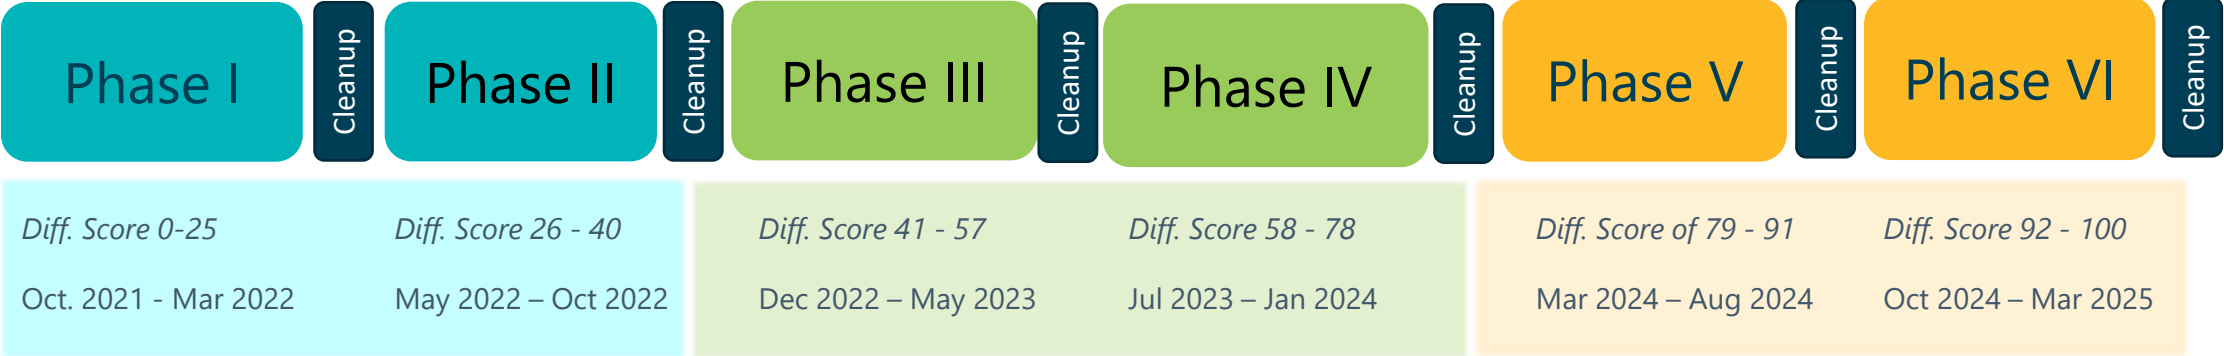 Phase I
Cleanup
Phase II
Cleanup
Phase III
Cleanup
Phase IV
Cleanup
Phase V
Cleanup
Phase VI
Cleanup
Diff. Score 0-25
Oct. 2021 - Mar 2022
Diff. Score 26 - 40
May 2022 – Oct 2022
Diff. Score 41 - 57
Dec 2022 – May 2023
Diff. Score 58 - 78
Jul 2023 – Jan 2024
Diff. Score of 79 - 91
Mar 2024 – Aug 2024
Diff. Score 92 - 100
Oct 2024 – Mar 2025